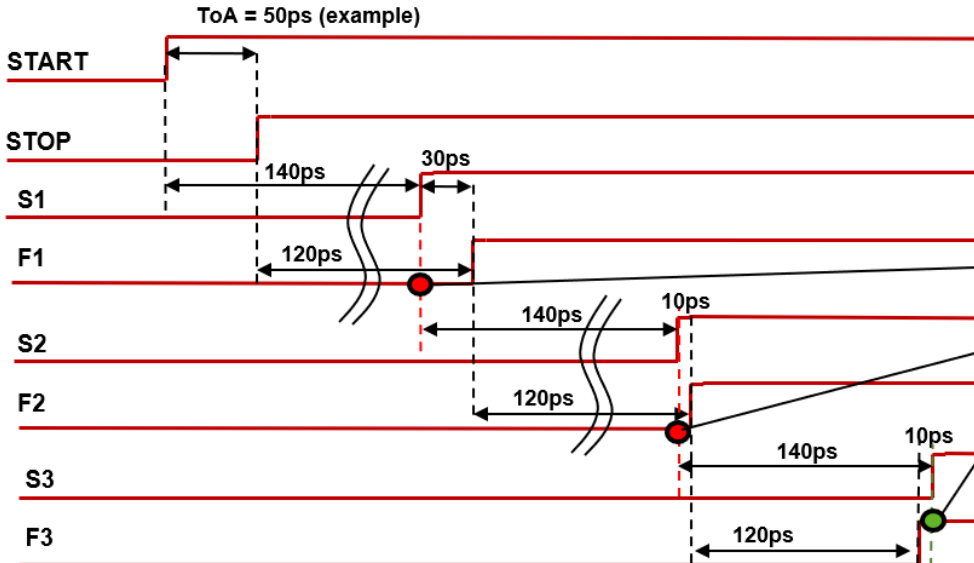 ToA = 50ps (example)
START
STOP
30ps
140ps
S1
F1
120ps
10ps
140ps
S2
F2
120ps
10ps
140ps
S3
F3
120ps